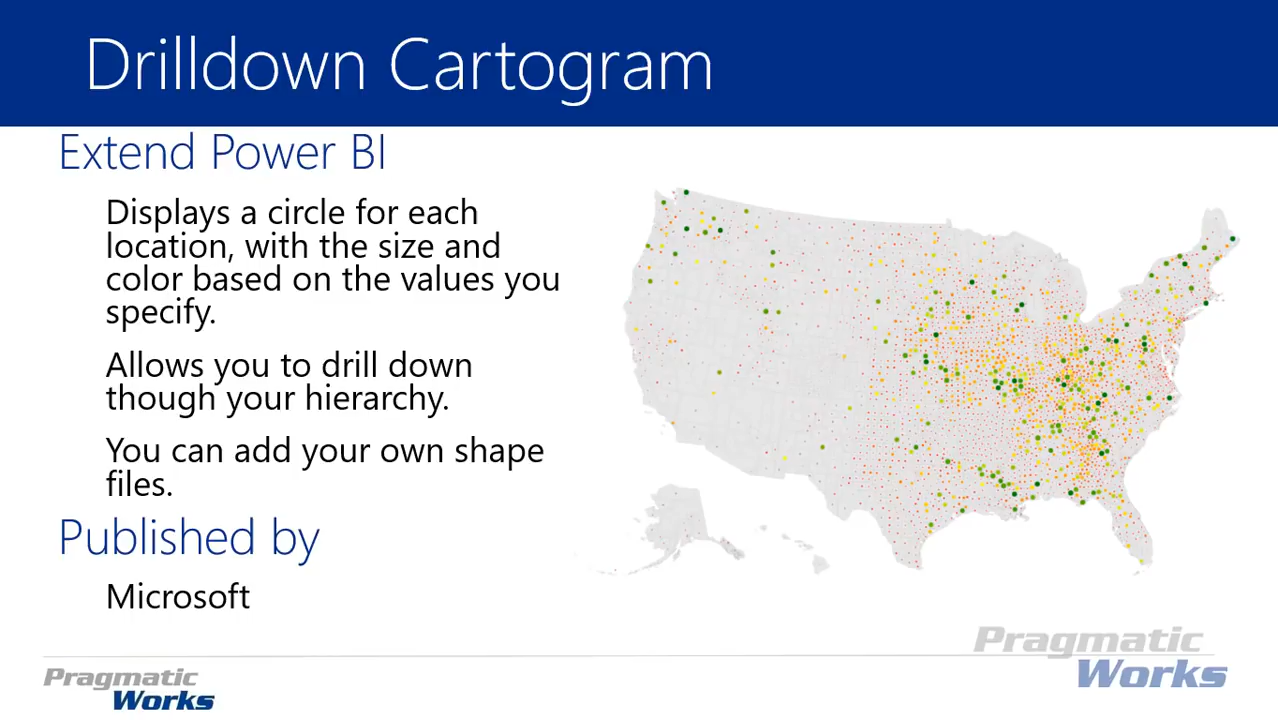 Drilldown Cartogram
Extend Power BI
Displays a circle for each
location, with the size and
color based on the values you
specify.
Allows you to drill down
though your hierarchy.
You can add your own shape
files.
Published by
Microsoft
Pragmatic
Works
Pragmatic
Works